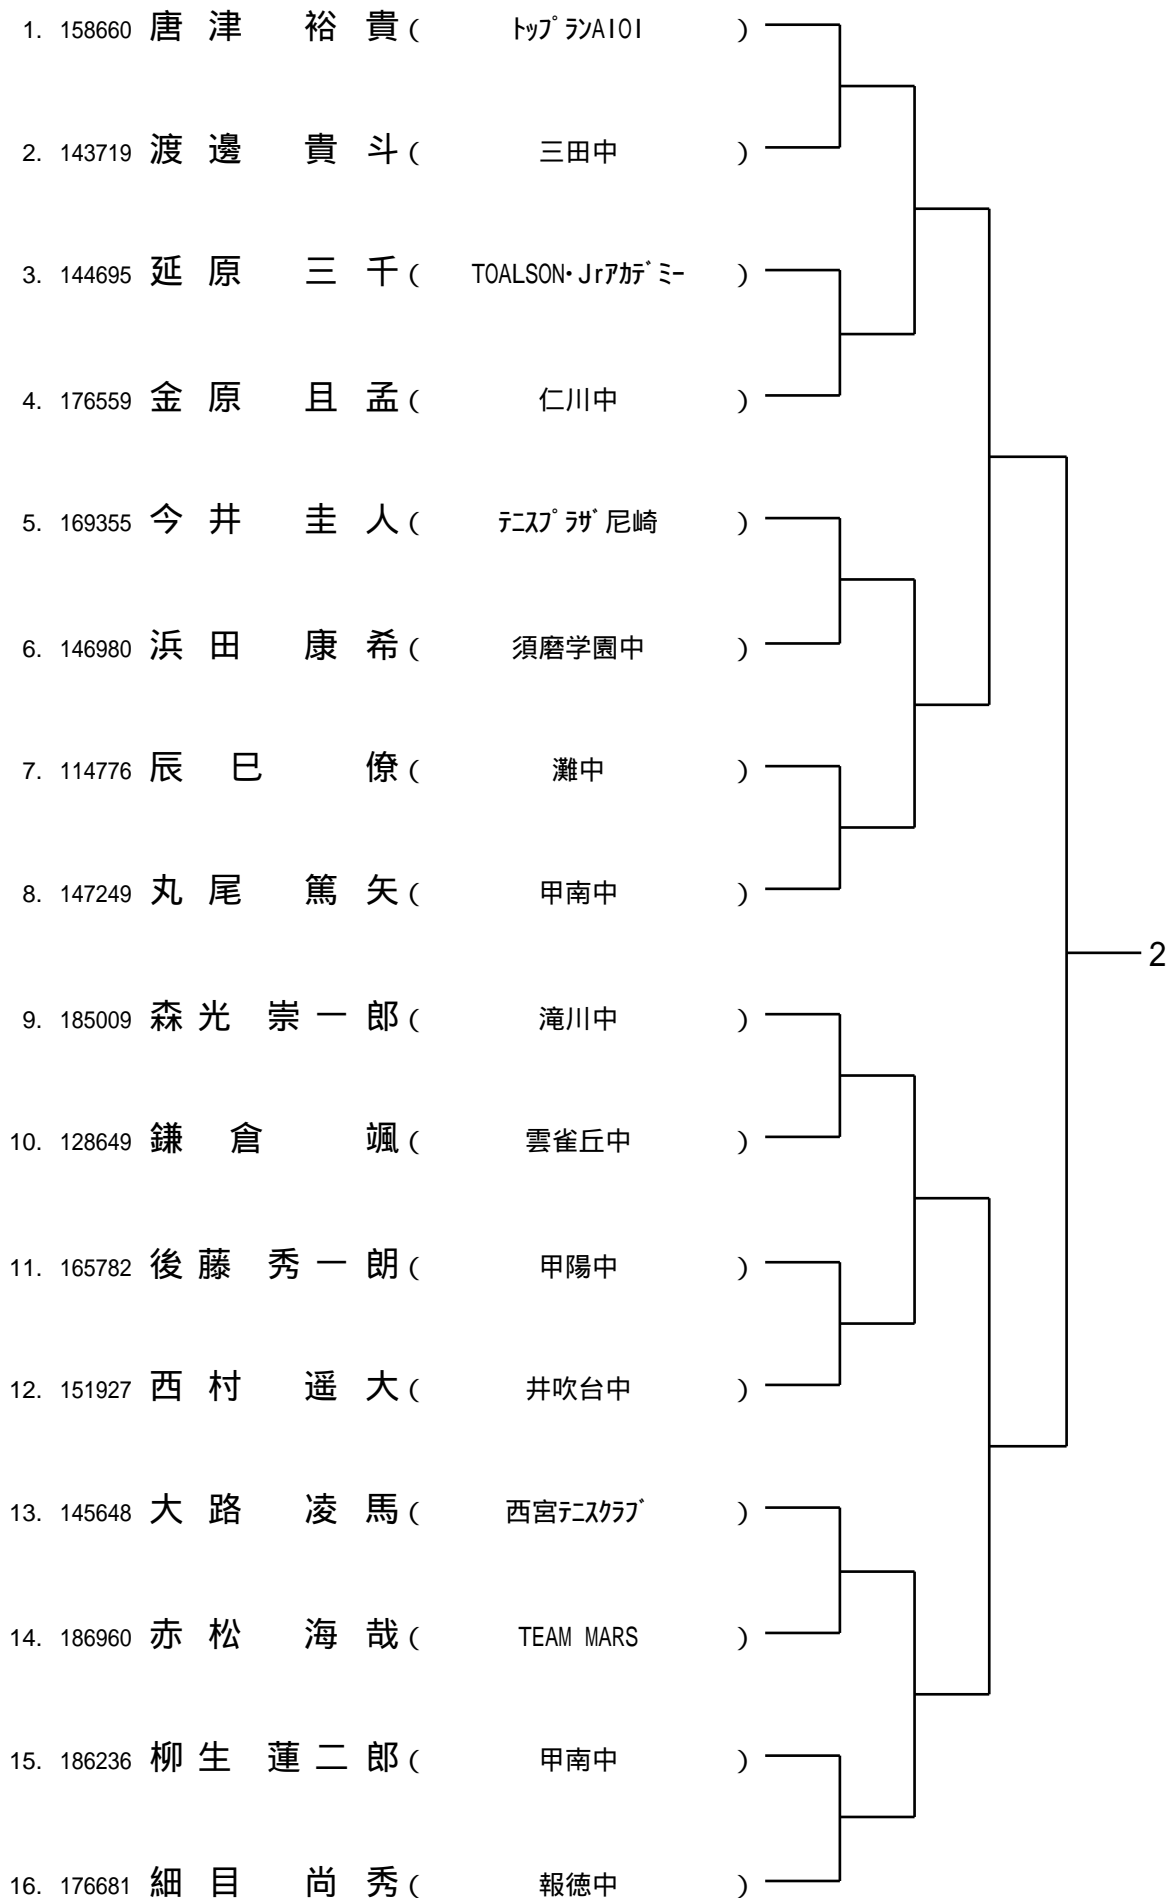 1. 158660 唐津 裕貴 ( ﾄｯﾌﾟﾗﾝAIOI )
2. 143719 渡邊 貴斗 ( 三田中 )
3. 144695 延原 三千 ( TOALSON･Jrｱｶﾃﾞﾐｰ )
4. 176559 金原 且孟 ( 仁川中 )
5. 169355 今井 圭人 ( ﾃﾆｽﾌﾟﾗｻﾞ尼崎 )
6. 146980 浜田 康希 ( 須磨学園中 )
7. 114776 辰巳 僚 ( 灘中 )
8. 147249 丸尾 篤矢 ( 甲南中 )
2
9. 185009 森光 崇一郎 ( 滝川中 )
10. 128649 鎌倉 颯 ( 雲雀丘中 )
11. 165782 後藤 秀一朗 ( 甲陽中 )
12. 151927 西村 遥大 ( 井吹台中 )
13. 145648 大路 凌馬 ( 西宮ﾃﾆｽｸﾗﾌﾞ )
14. 186960 赤松 海哉 ( TEAM MARS )
15. 186236 柳生 蓮二郎 ( 甲南中 )
16. 176681 細目 尚秀 ( 報徳中 )